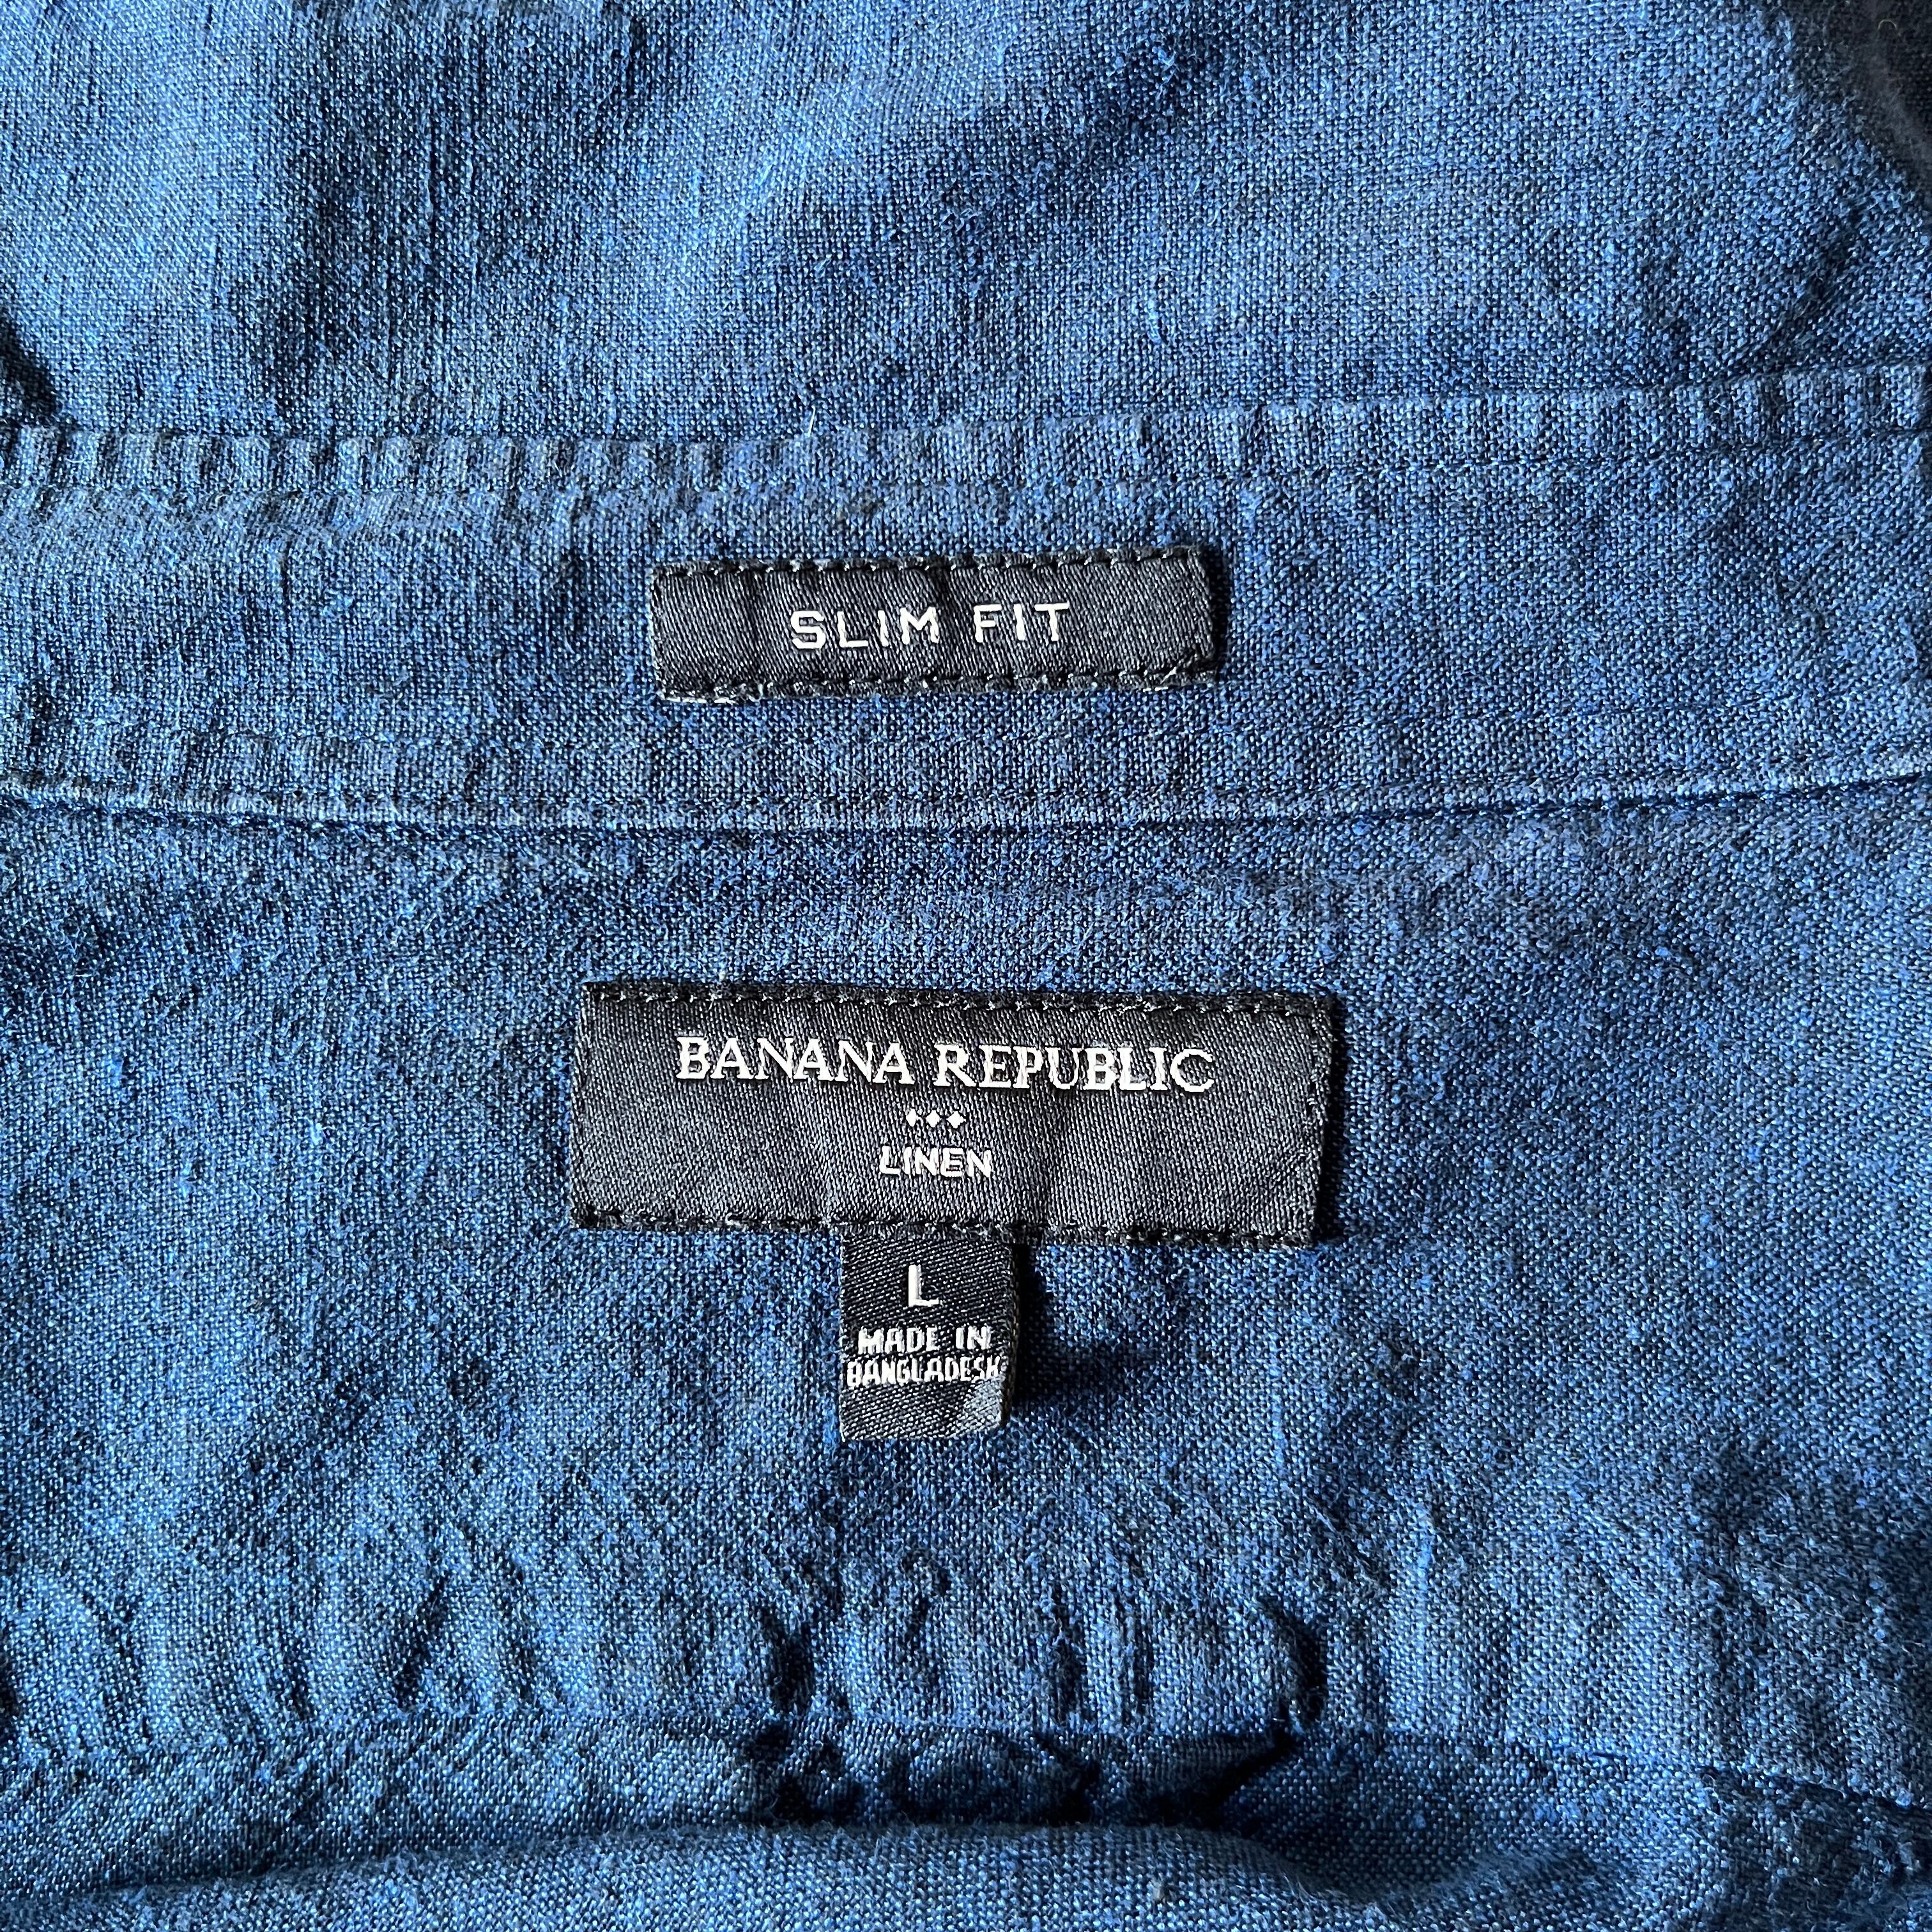 SLIM FIT
BANANA REPUBLIC
LINEN
L
MADE IN
BANGLADESH